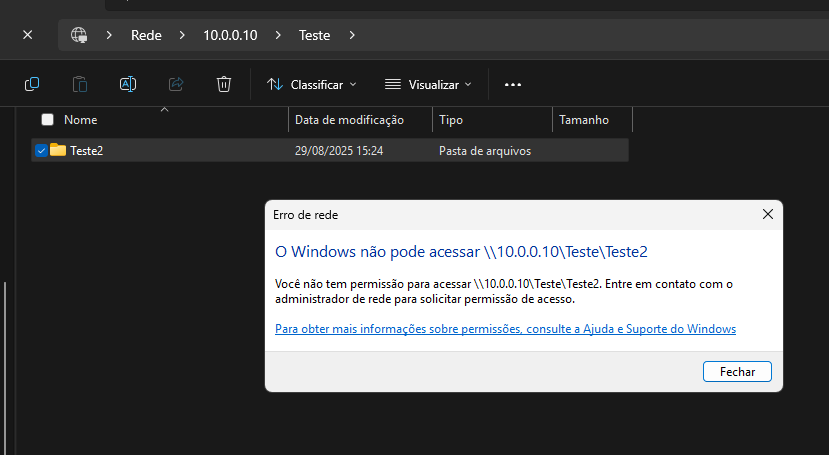 Rede > 10.0.0.10 > Teste >
Classificar
Visualizar
Nome
Data de modificação
Tipo
Tamanho
Teste2
29/08/2025 15:24
Pasta de arquivos
Erro de rede
O Windows não pode acessar \\10.0.0.10\Teste\Teste2
Você não tem permissão para acessar \\10.0.0.10\Teste\Teste2. Entre em contato com o
administrador de rede para solicitar permissão de acesso.
Para obter mais informações sobre permissões, consulte a Ajuda e Suporte do Windows
Fechar